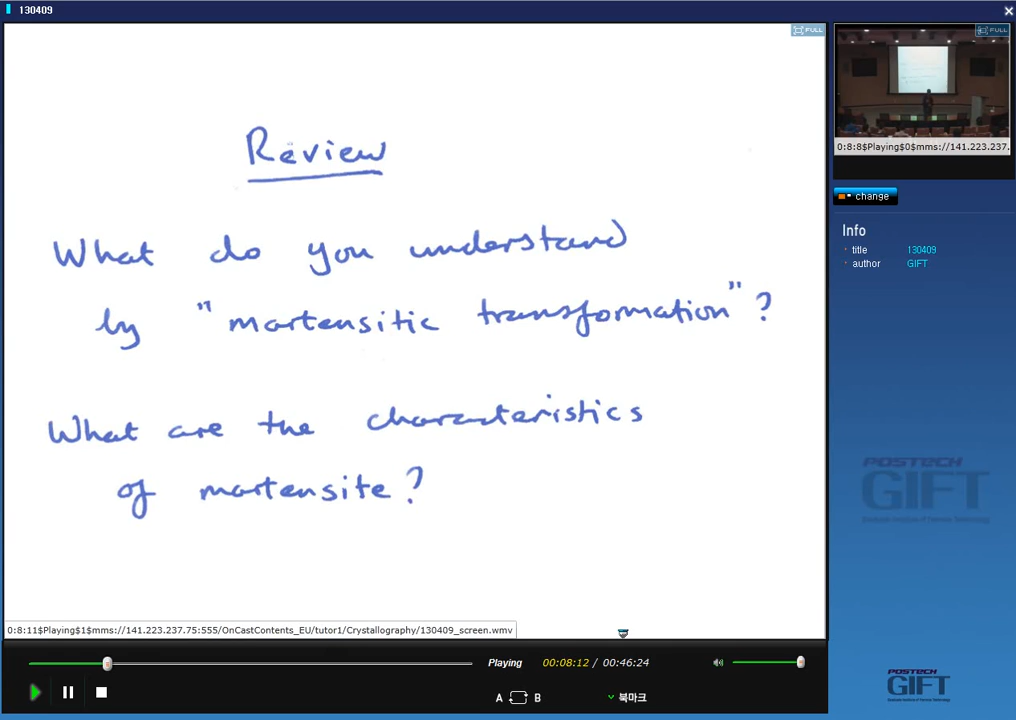 130409
FULL
Review
What do you understand
by "martensitic transformation"?
What are the characteristics
of martensite?
0:8:11$Playing$1$mms://141.223.237.75:555/OnCastContents_EU/tutor1/Crystallography/130409_screen.wmv
Playing
00:08:12 / 00:46:24
A B
북마크
FULL
0:8:8$Playing$0$mms://141.223.237.
change
Info
title 130409
author GIFT
POSTECH
GIFT
POSTECH
GIFT